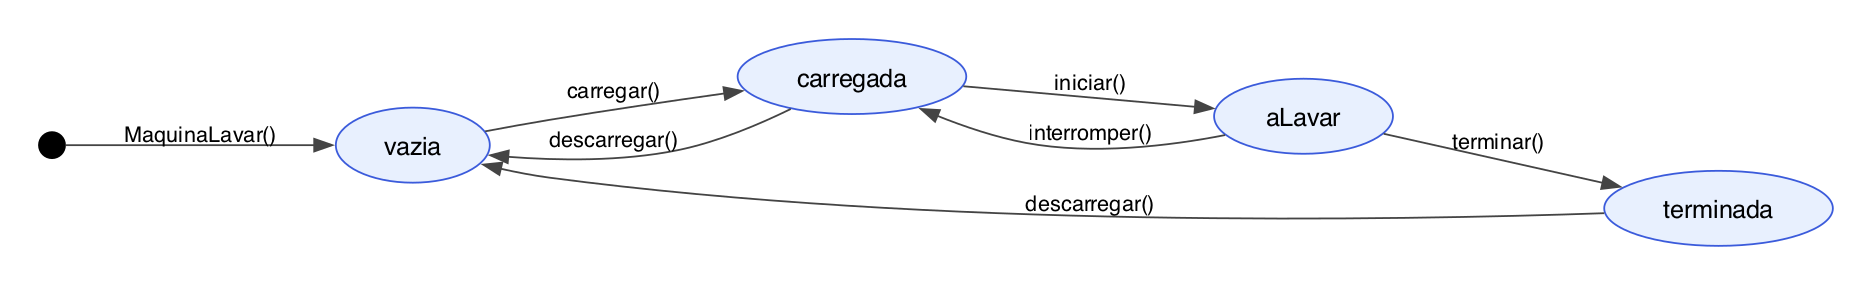 MaquinaLavar()
vazia
carregar()
descarregar()
carregada
iniciar()
interromper()
aLavar
terminar()
descarregar()
terminada